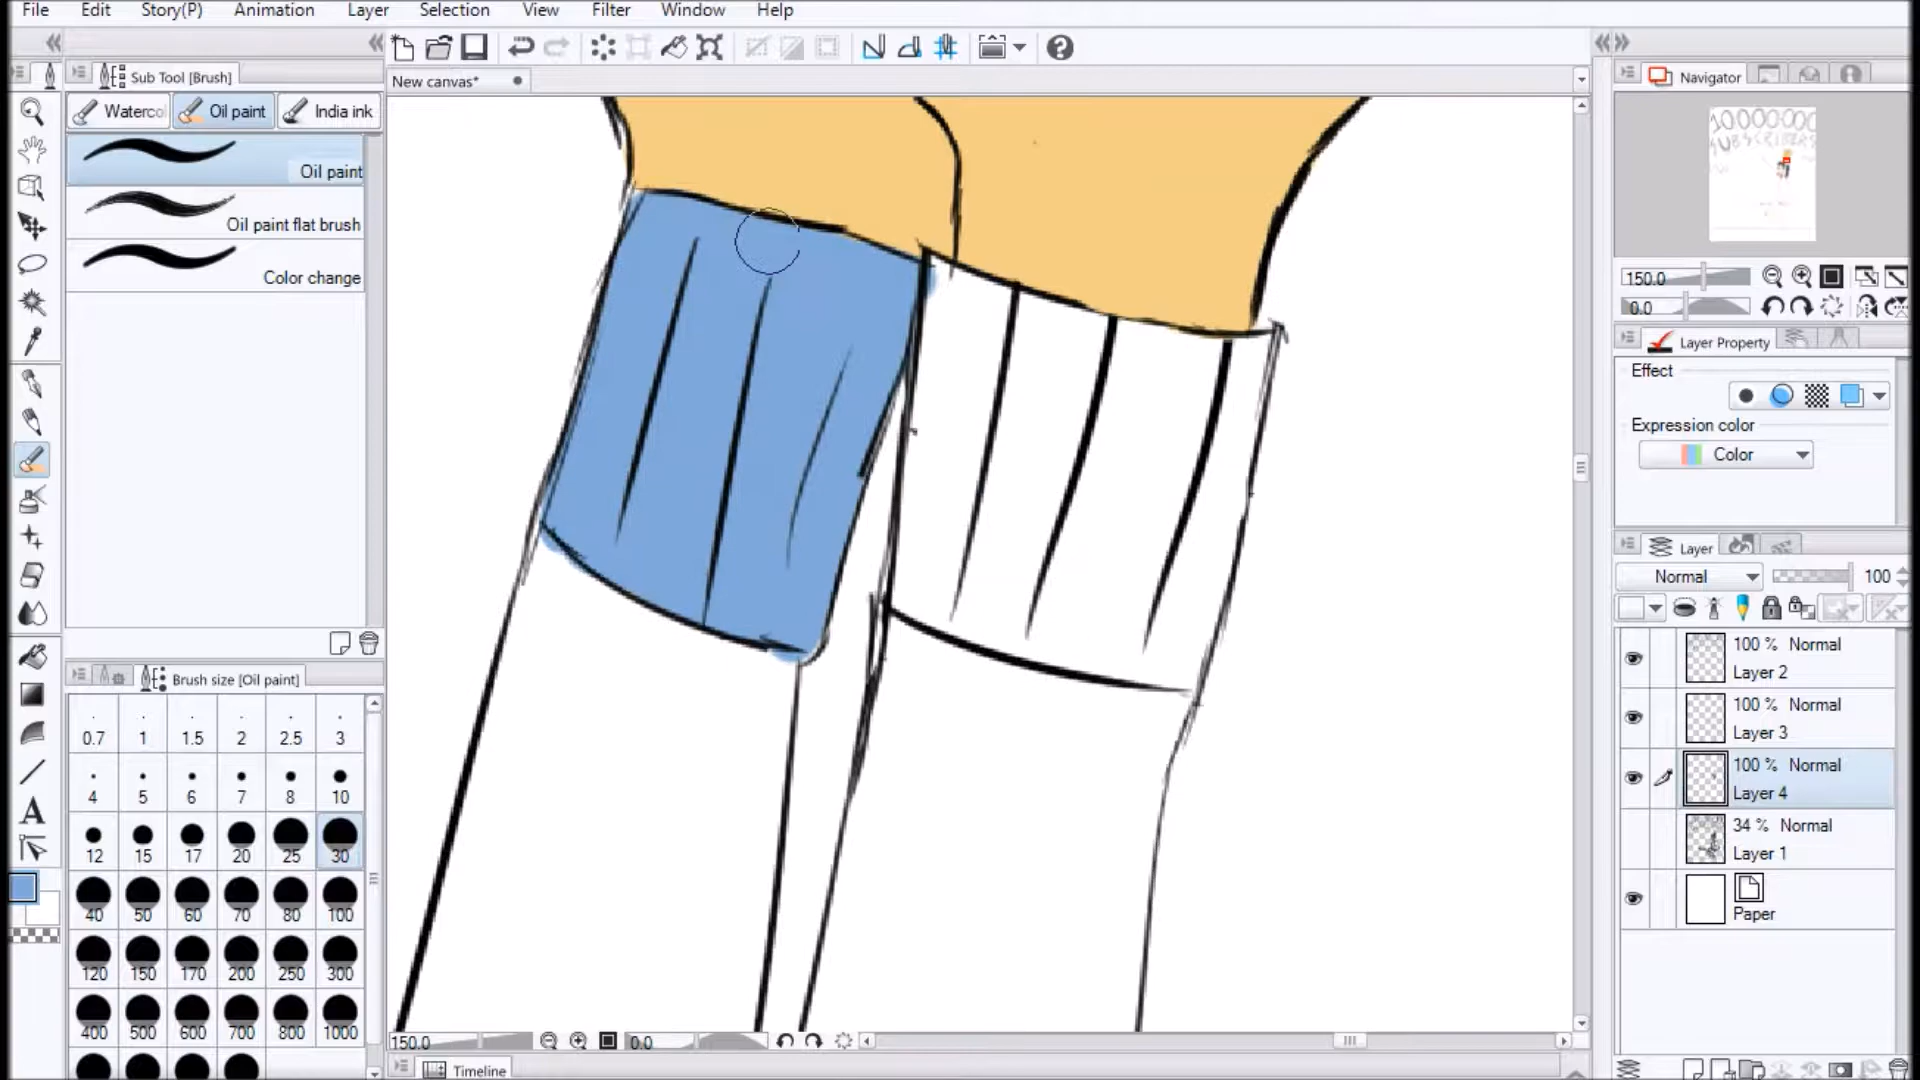 File Edit Story(P) Animation Layer Selection View Filter Window Help
Sub Tool [Brush]
Waterco Oil paint India ink
Oil paint
Oil paint flat brush
Color change
Brush size [Oil paint]
0.7 1 1.5 2 2.5 3
4 5 6 7 8 10
12 15 17 20 25 30
40 50 60 70 80 100
120 150 170 200 250 300
400 500 600 700 800 1000
New canvas*
150.0 0.0
Timeline
Navigator
10000000
SUBSCRIBERS
150.0
0.0
Layer Property
Effect
Expression color
Color
Layer
Normal 100
100 % Normal
Layer 2
100 % Normal
Layer 3
100 % Normal
Layer 4
34 % Normal
Layer 1
Paper